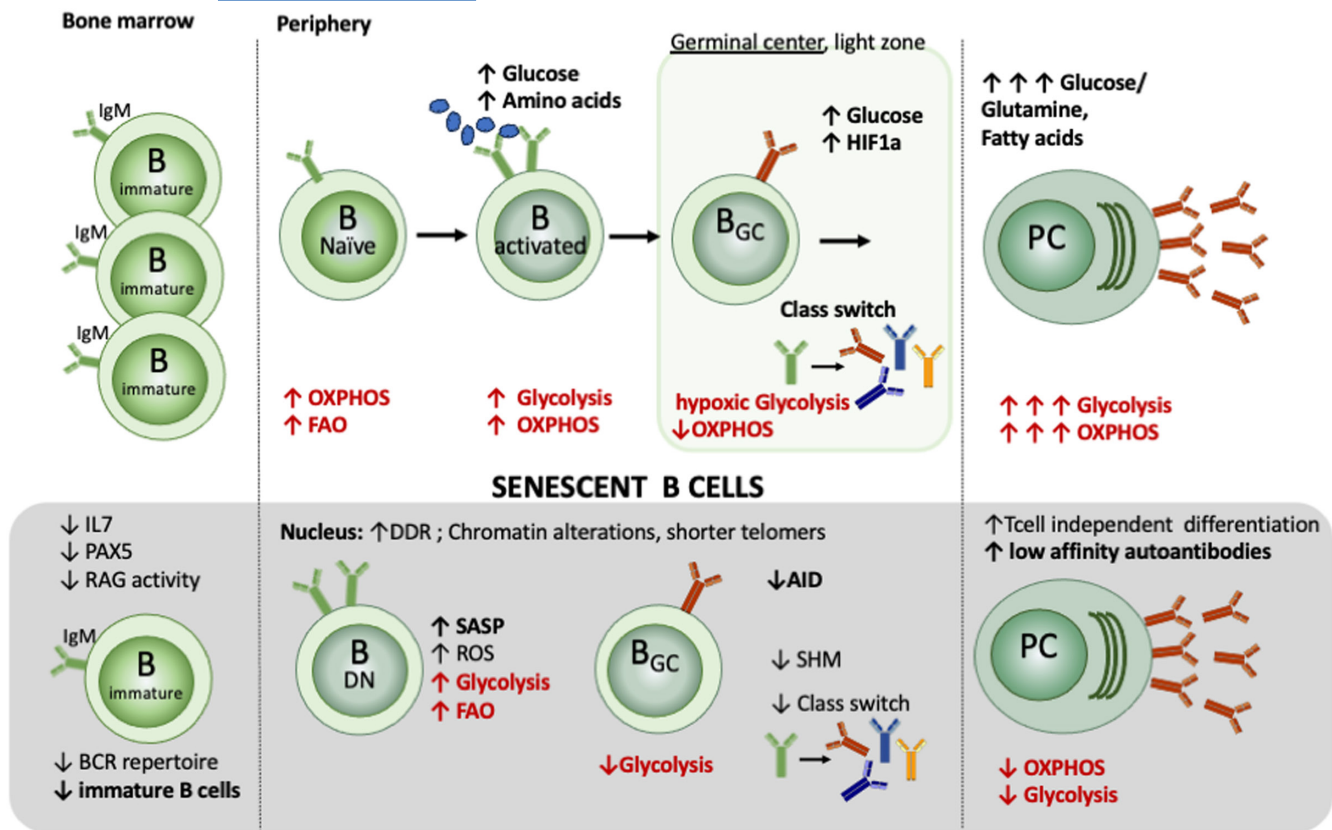 Bone marrow
IgM
B
immature
IgM
B
immature
IgM
B
immature
Periphery
B
Naïve
↑ OXPHOS
↑ FAO
↑ Glucose
↑ Amino acids
B
activated
↑ Glycolysis
↑ OXPHOS
Germinal center, light zone
↑ Glucose
↑ HIF1a
BGC
Class switch
hypoxic Glycolysis
↓OXPHOS
↑ ↑ ↑ Glucose/
Glutamine,
Fatty acids
PC
↑ ↑ ↑ Glycolysis
↑ ↑ ↑ OXPHOS
SENESCENT B CELLS
↓ IL7
↓ PAX5
↓ RAG activity
IgM
B
immature
↓ BCR repertoire
↓ immature B cells
Nucleus: ↑DDR ; Chromatin alterations, shorter telomers
B
DN
↑ SASP
↑ ROS
↑ Glycolysis
↑ FAO
BGC
↓Glycolysis
↓AID
↓ SHM
↓ Class switch
↑Tcell independent differentiation
↑ low affinity autoantibodies
PC
↓ OXPHOS
↓ Glycolysis